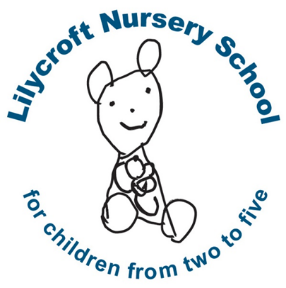 Lilycroft Nursery School
for children from two to five